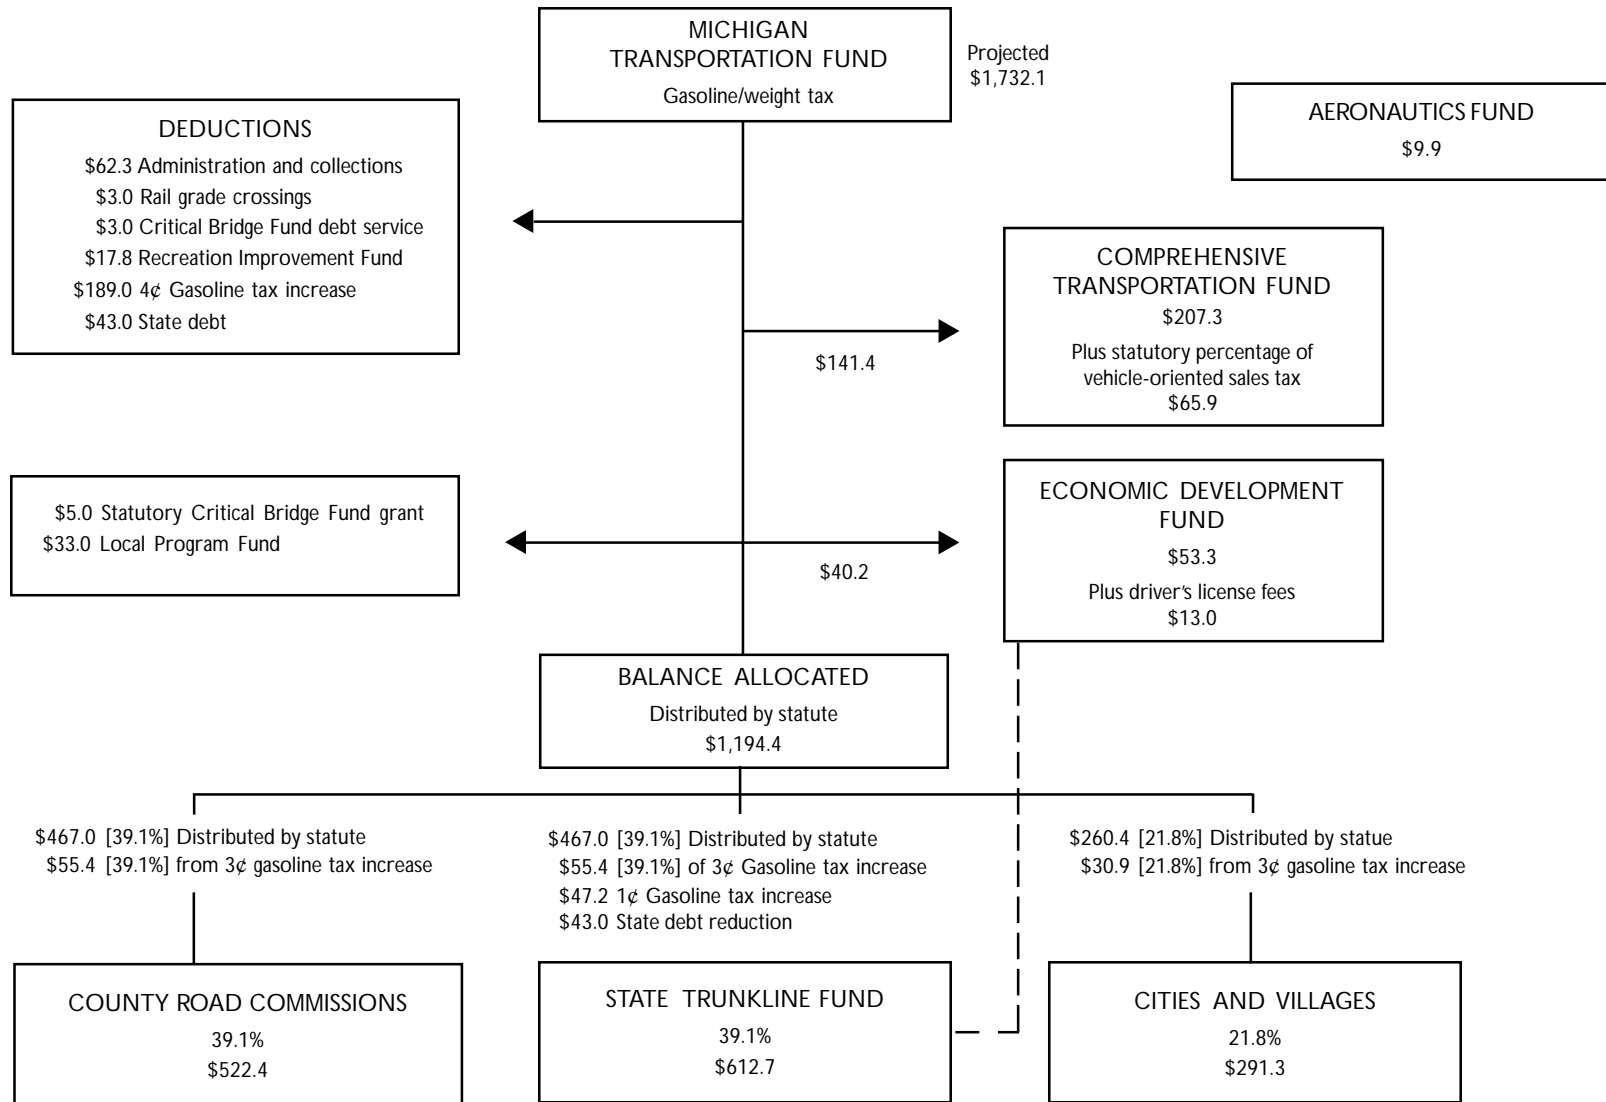 MICHIGAN
TRANSPORTATION FUND
Gasoline/weight tax
Projected
$1,732.1
AERONAUTICS FUND
$9.9
DEDUCTIONS
$62.3 Administration and collections
$3.0 Rail grade crossings
$3.0 Critical Bridge Fund debt service
$17.8 Recreation Improvement Fund
$189.0 4¢ Gasoline tax increase
$43.0 State debt
COMPREHENSIVE
TRANSPORTATION FUND
$207.3
Plus statutory percentage of
vehicle-oriented sales tax
$65.9
$141.4
$5.0 Statutory Critical Bridge Fund grant
$33.0 Local Program Fund
ECONOMIC DEVELOPMENT
FUND
$53.3
Plus driver's license fees
$13.0
$40.2
BALANCE ALLOCATED
Distributed by statute
$1,194.4
$467.0 [39.1%] Distributed by statute
$55.4 [39.1%] from 3¢ gasoline tax increase
$467.0 [39.1%] Distributed by statute
$55.4 [39.1%] of 3¢ Gasoline tax increase
$47.2 1¢ Gasoline tax increase
$43.0 State debt reduction
$260.4 [21.8%] Distributed by statue
$30.9 [21.8%] from 3¢ gasoline tax increase
COUNTY ROAD COMMISSIONS
39.1%
$522.4
STATE TRUNKLINE FUND
39.1%
$612.7
CITIES AND VILLAGES
21.8%
$291.3